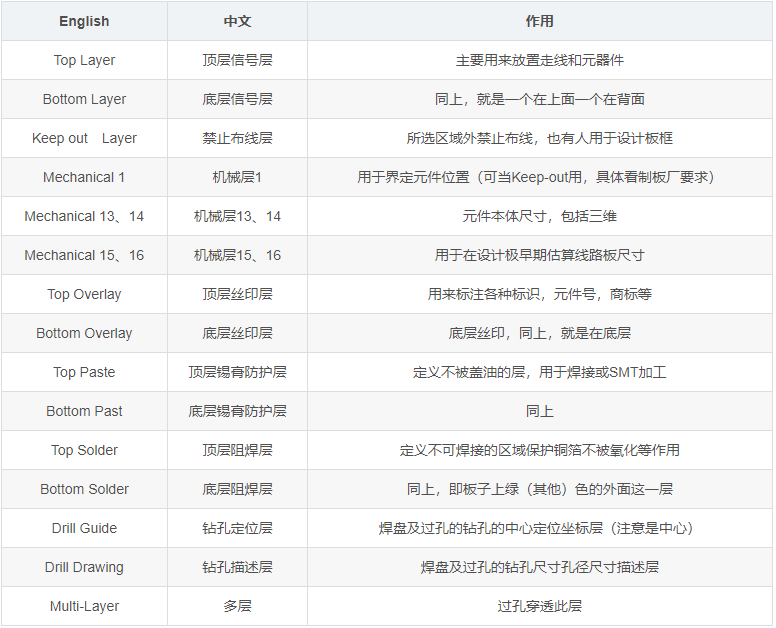 English 中文 作用
Top Layer 顶层信号层 主要用来放置走线和元器件
Bottom Layer 底层信号层 同上，就是一个在上面一个在背面
Keep out Layer 禁止布线层 所选区域外禁止布线，也有人用于设计板框
Mechanical 1 机械层1 用于界定元件位置（可当Keep-out用，具体看制板厂要求）
Mechanical 13、14 机械层13、14 元件本体尺寸，包括三维
Mechanical 15、16 机械层15、16 用于在设计极早期估算线路板尺寸
Top Overlay 顶层丝印层 用来标注各种标识，元件号，商标等
Bottom Overlay 底层丝印层 底层丝印，同上，就是在底层
Top Paste 顶层锡膏防护层 定义不被盖油的层，用于焊接或SMT加工
Bottom Past 底层锡膏防护层 同上
Top Solder 顶层阻焊层 定义不可焊接的区域保护铜箔不被氧化等作用
Bottom Solder 底层阻焊层 同上，即板子上绿（其他）色的外面这一层
Drill Guide 钻孔定位层 焊盘及过孔的钻孔的中心定位坐标层（注意是中心）
Drill Drawing 钻孔描述层 焊盘及过孔的钻孔尺寸孔径尺寸描述层
Multi-Layer 多层 过孔穿透此层